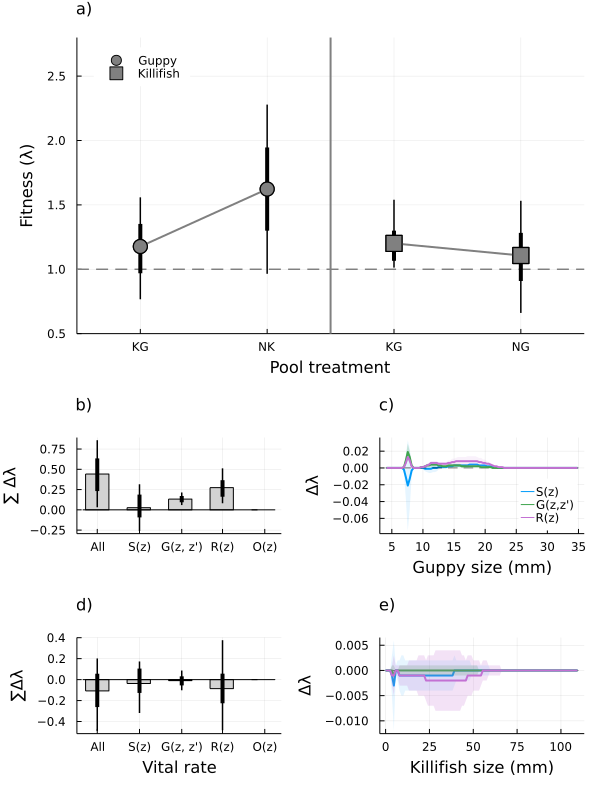 a)
Fitness (λ)
2.5
2.0
1.5
1.0
0.5
Guppy
Killifish
KG
NK
KG
NG
Pool treatment
b)
∑ Δλ
0.75
0.50
0.25
0.00
−0.25
All
S(z)
G(z, z')
R(z)
O(z)
c)
Δλ
0.02
0.00
−0.02
−0.04
−0.06
S(z)
G(z,z')
R(z)
5
10
15
20
25
30
35
Guppy size (mm)
d)
∑Δλ
0.4
0.2
0.0
−0.2
−0.4
All
S(z)
G(z, z')
R(z)
O(z)
Vital rate
e)
Δλ
0.005
0.000
−0.005
−0.010
0
25
50
75
100
Killifish size (mm)